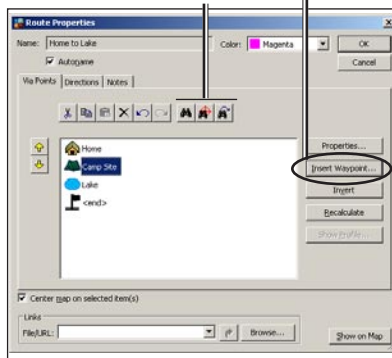 Route Properties
Name: Home to Lake
Color: Magenta
OK
Autoname
Cancel
Via Points
Directions
Notes
Home
Camp Site
Lake
<end>
Properties...
Insert Waypoint...
Invert
Recalculate
Show Profile...
Center map on selected item(s)
Links
File/URL:
Browse...
Show on Map